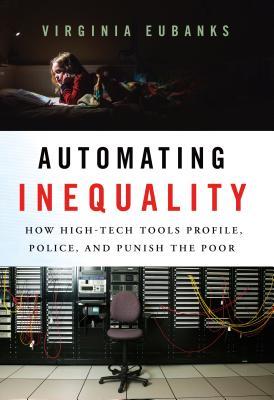 VIRGINIA EUBANKS
AUTOMATING
INEQUALITY
HOW HIGH-TECH TOOLS PROFILE,
POLICE, AND PUNISH THE POOR